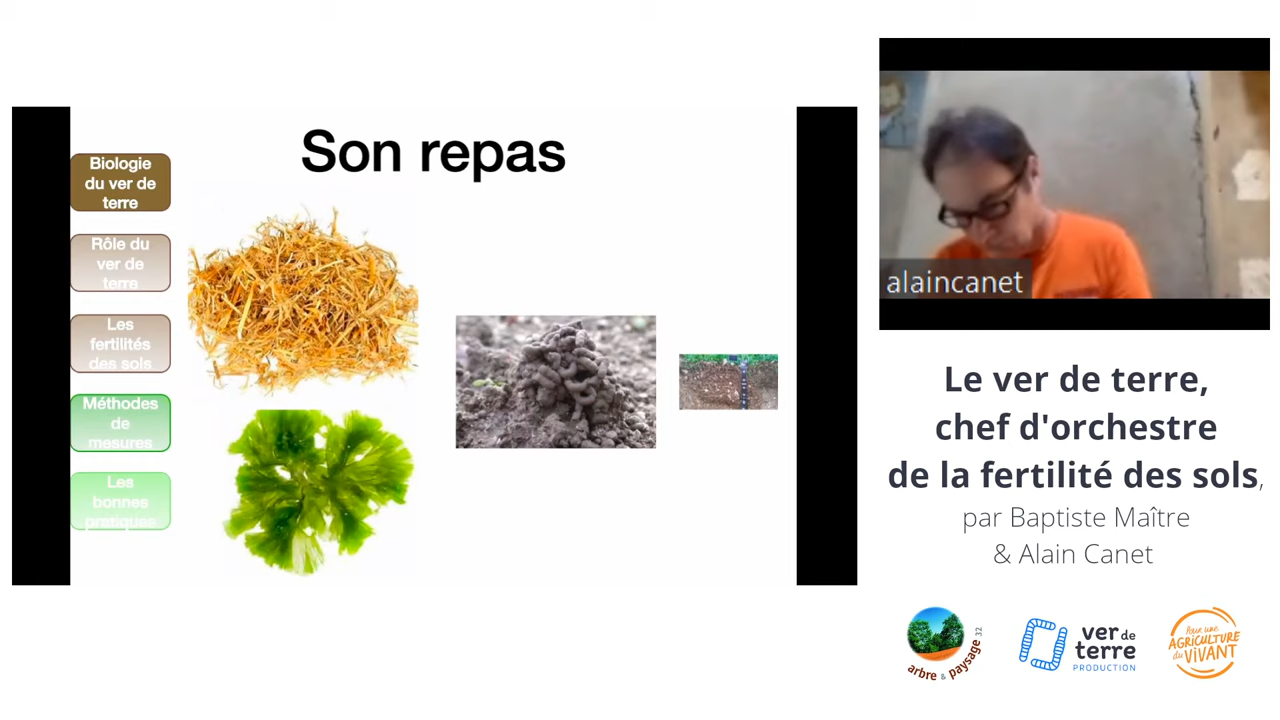 Son repas
Biologie
du ver de
terre
Rôle du
ver de
terre
Les
fertilités
des sols
Méthodes
de
mesures
Les
bonnes
pratiques
alaincanet
Le ver de terre,
chef d'orchestre
de la fertilité des sols,
par Baptiste Maître
& Alain Canet
arbre & paysage 32
ver de
terre
PRODUCTION
Pour une
AGRICULTURE
du VIVANT